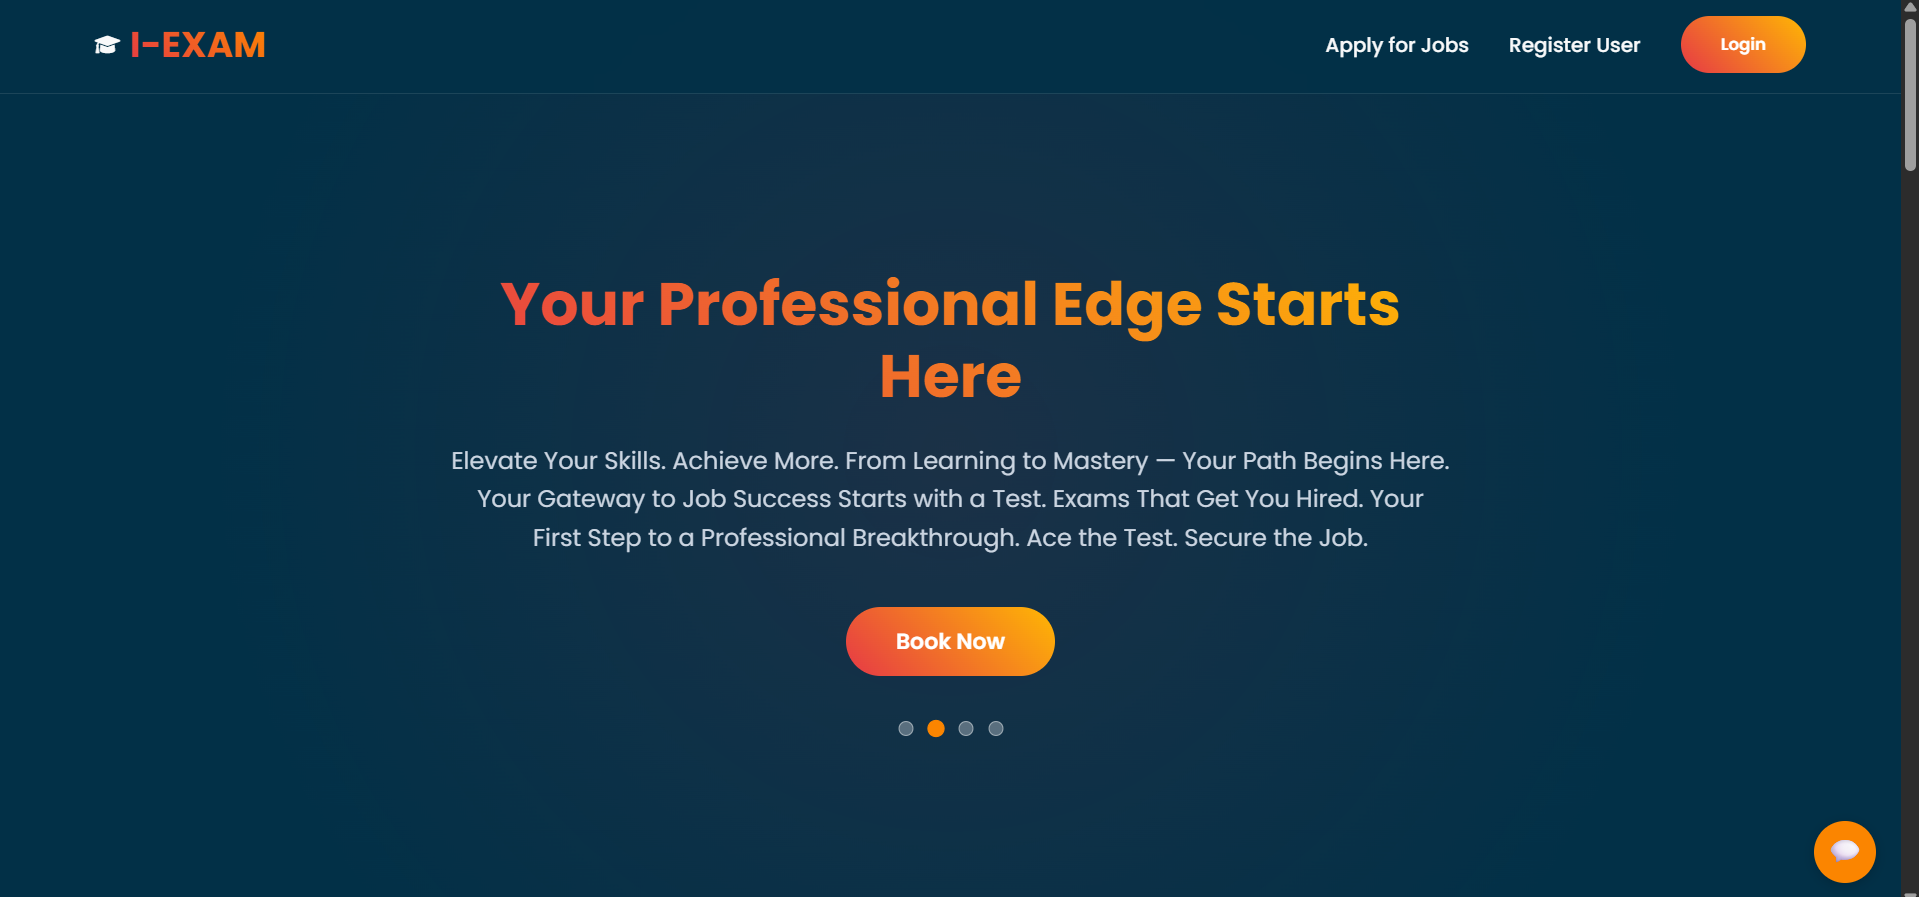 I-EXAM
Apply for Jobs
Register User
Login
Your Professional Edge Starts
Here
Elevate Your Skills. Achieve More. From Learning to Mastery — Your Path Begins Here.
Your Gateway to Job Success Starts with a Test. Exams That Get You Hired. Your
First Step to a Professional Breakthrough. Ace the Test. Secure the Job.
Book Now